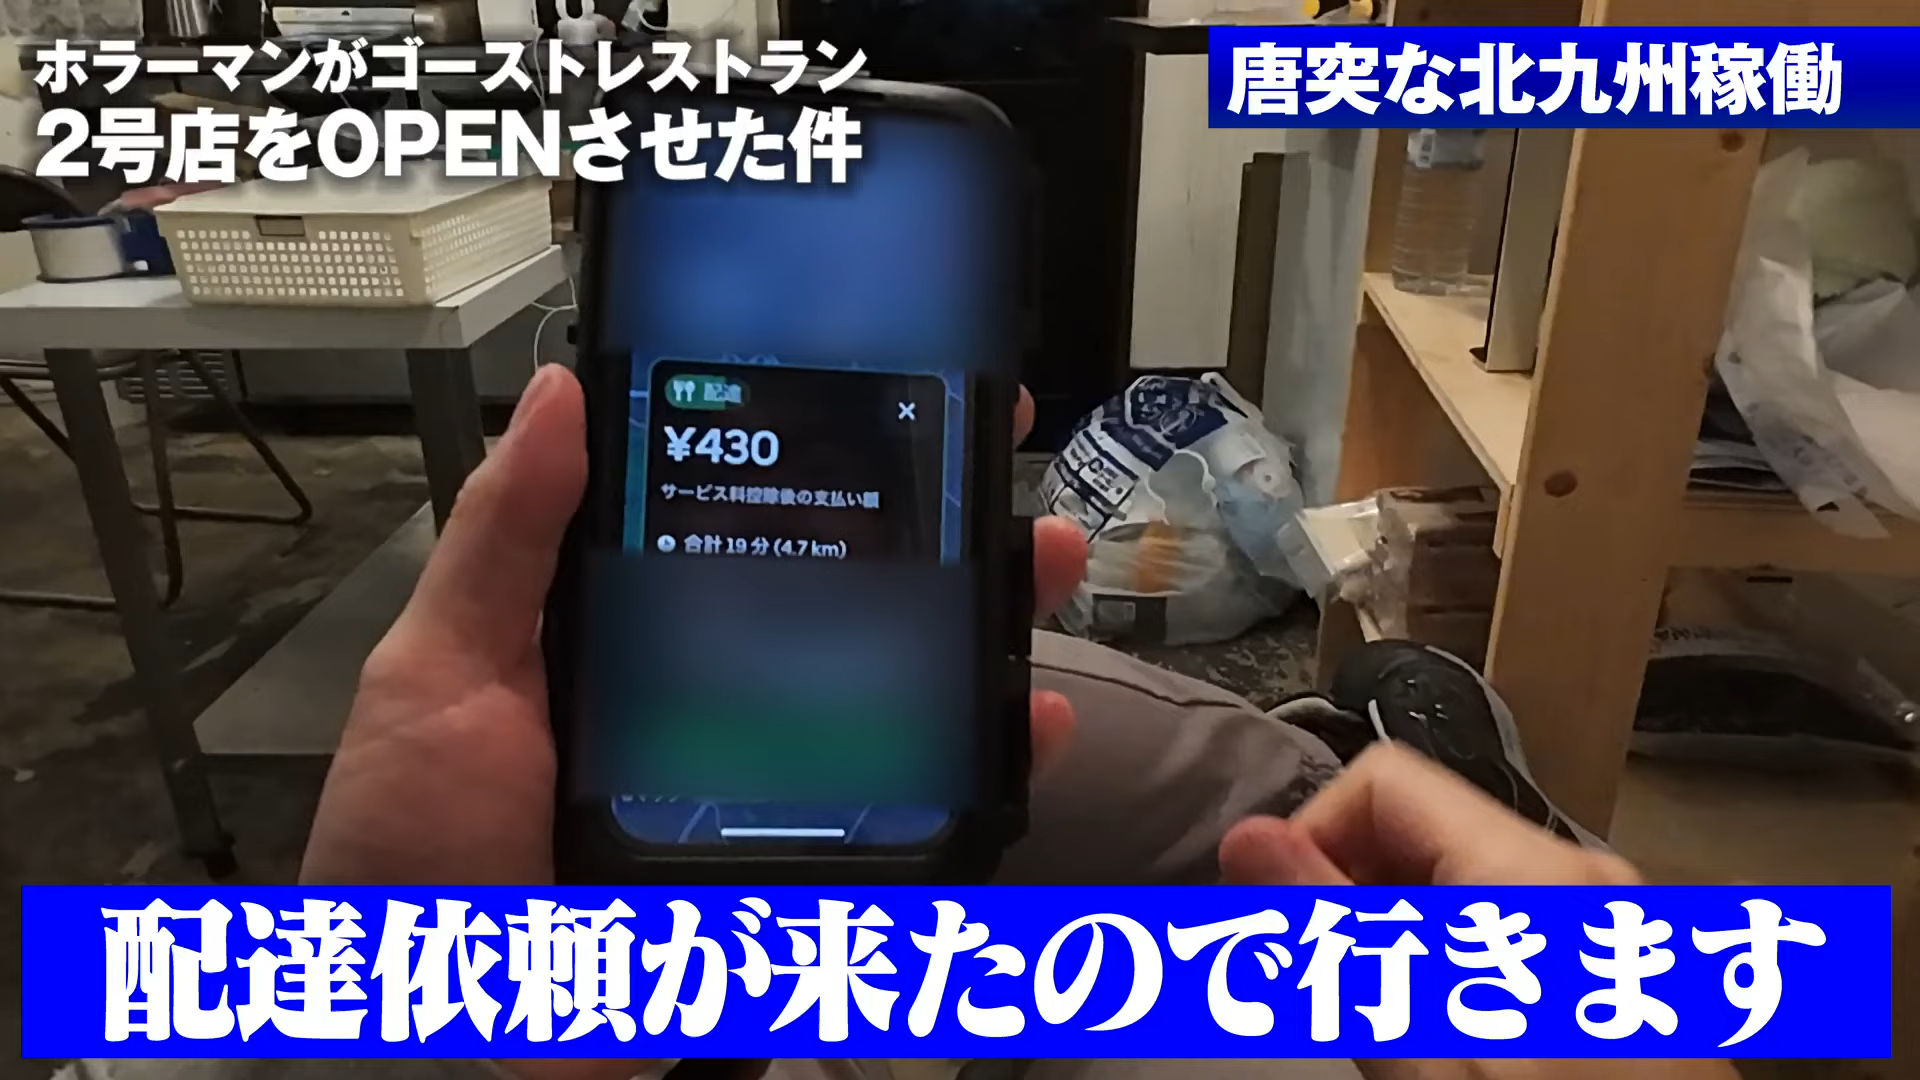 ホラーマンがゴーストレストラン
2号店をOPENさせた件
唐突な北九州稼働
配達
¥430
サービス料控除後の支払い額
合計 19 分 (4.7 km)
配達依頼が来たので行きます